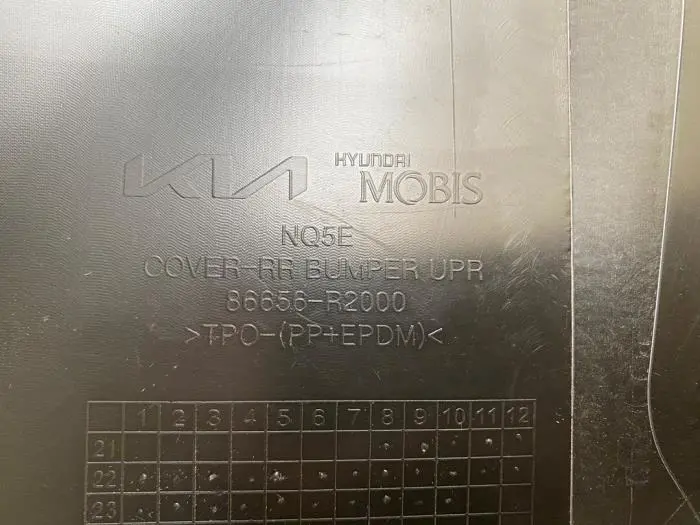 KIA HYUNDAI MOBIS
NQ5E
COVER-RR BUMPER UPR
86656-R2000
>TPO-(PP+EPDM)<
1 2 3 4 5 6 7 8 9 10 11 12
21
22
23